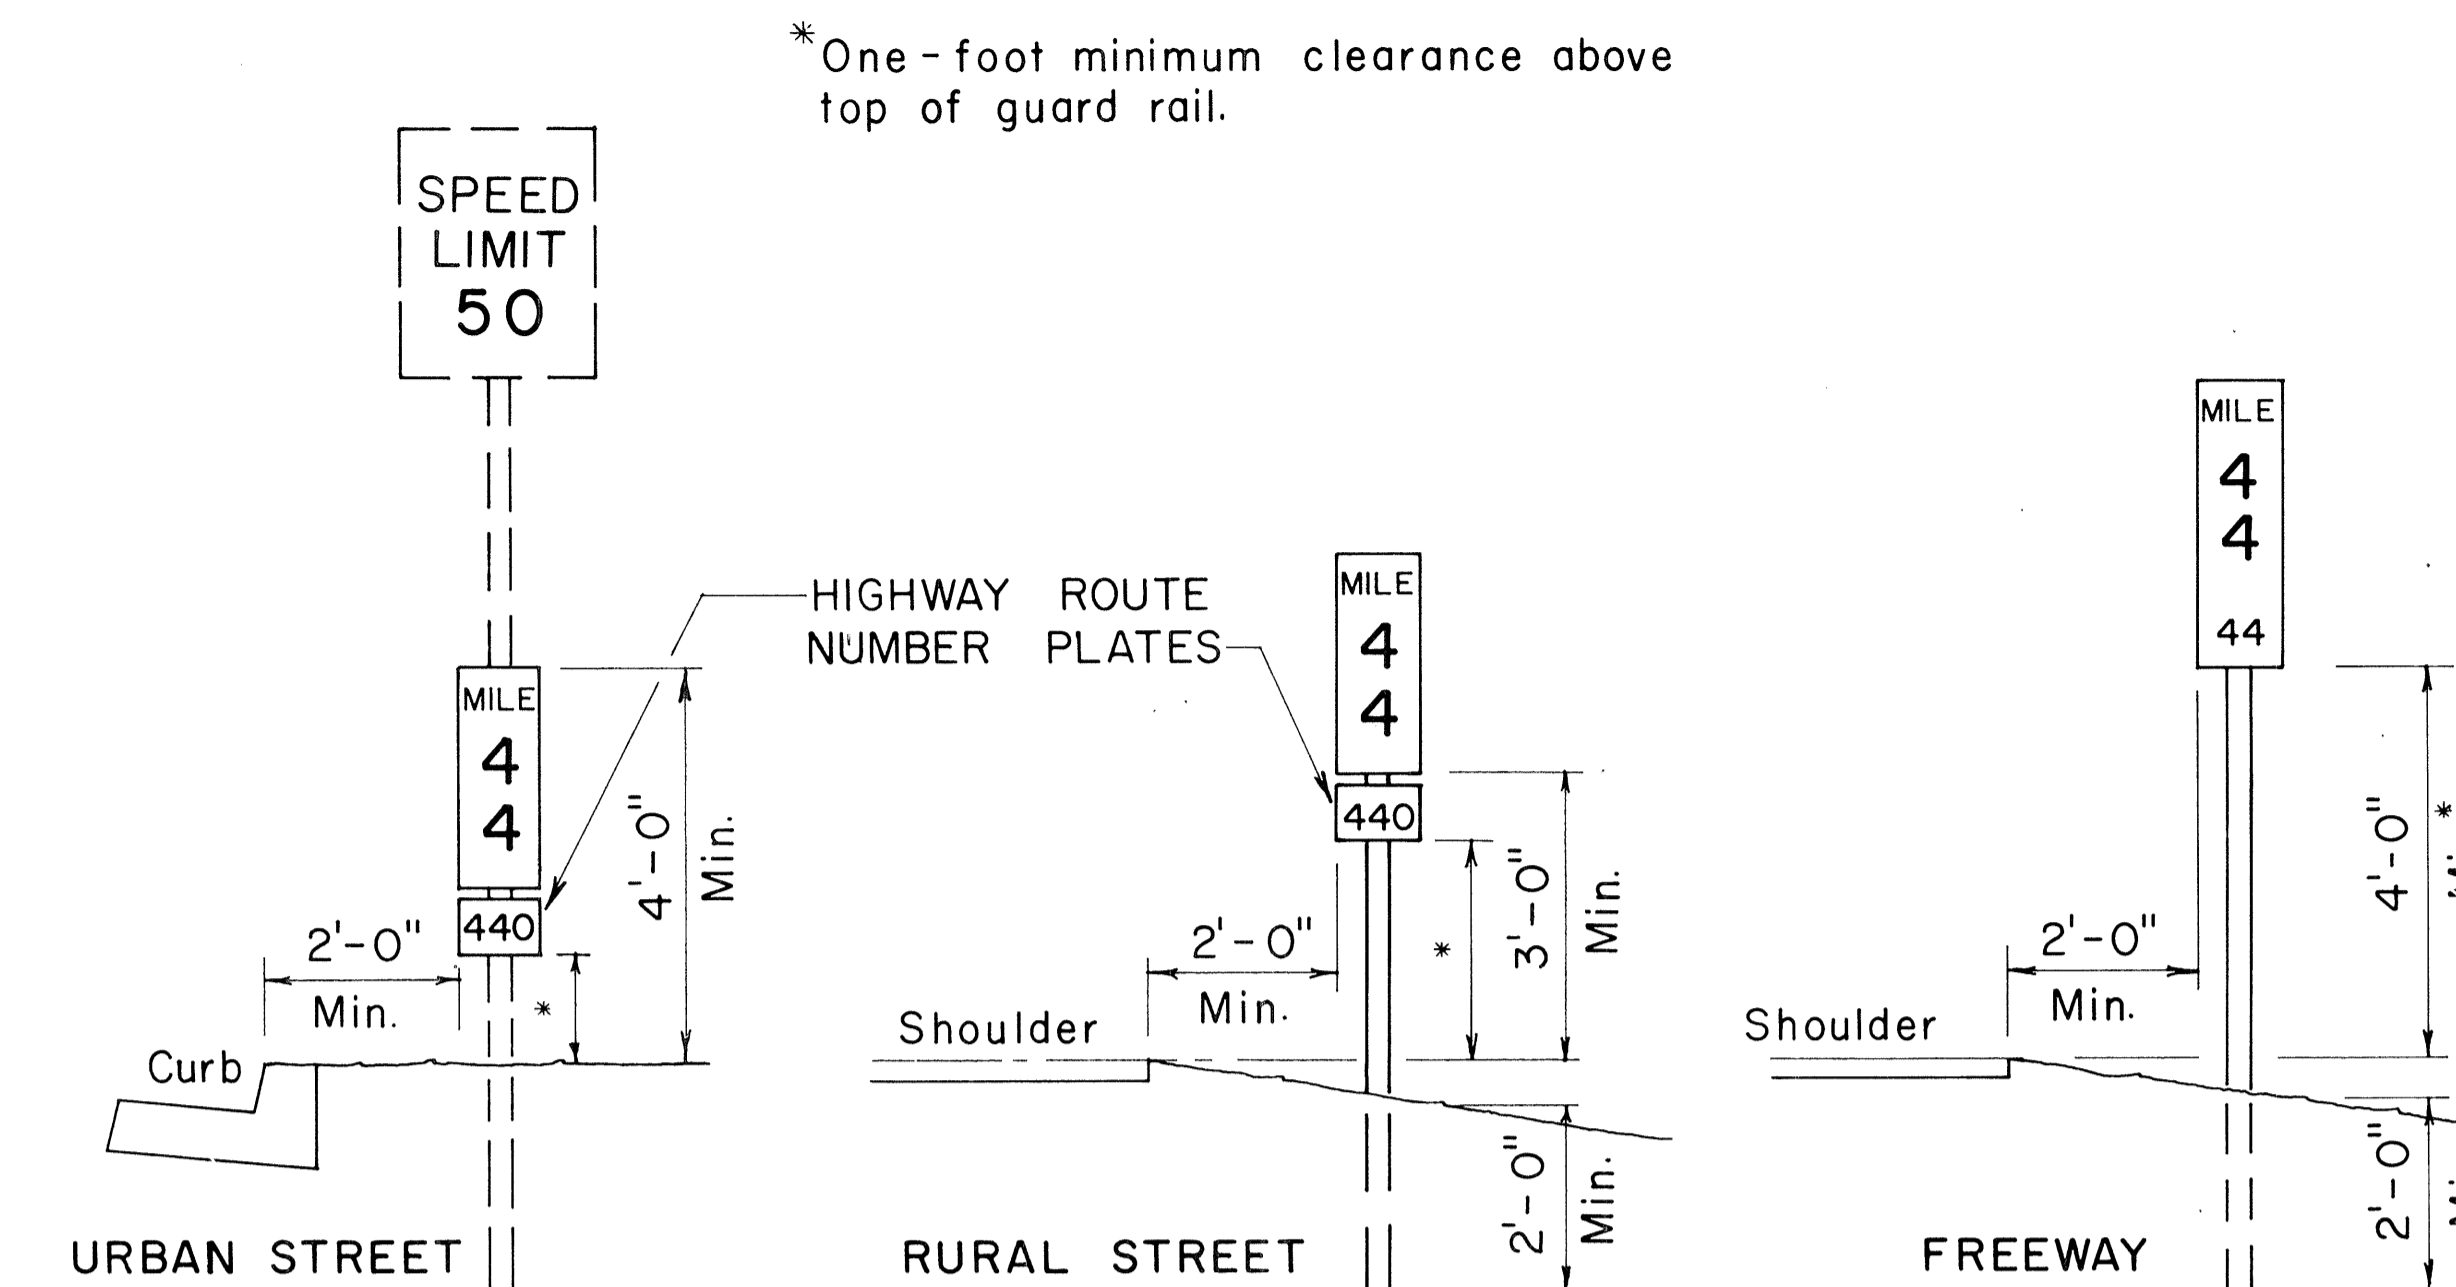 *One-foot minimum clearance above
top of guard rail.
SPEED
LIMIT
50
MILE
4
4
440
HIGHWAY ROUTE
NUMBER PLATES
2'-0"
Min.
*
4'-0"
Min.
Curb
URBAN STREET
MILE
4
4
440
2'-0"
Min.
*
3'-0"
Min.
Shoulder
2'-0"
Min.
RURAL STREET
MILE
4
4
44
2'-0"
Min.
4'-0"
*
Shoulder
2'-0"
FREEWAY